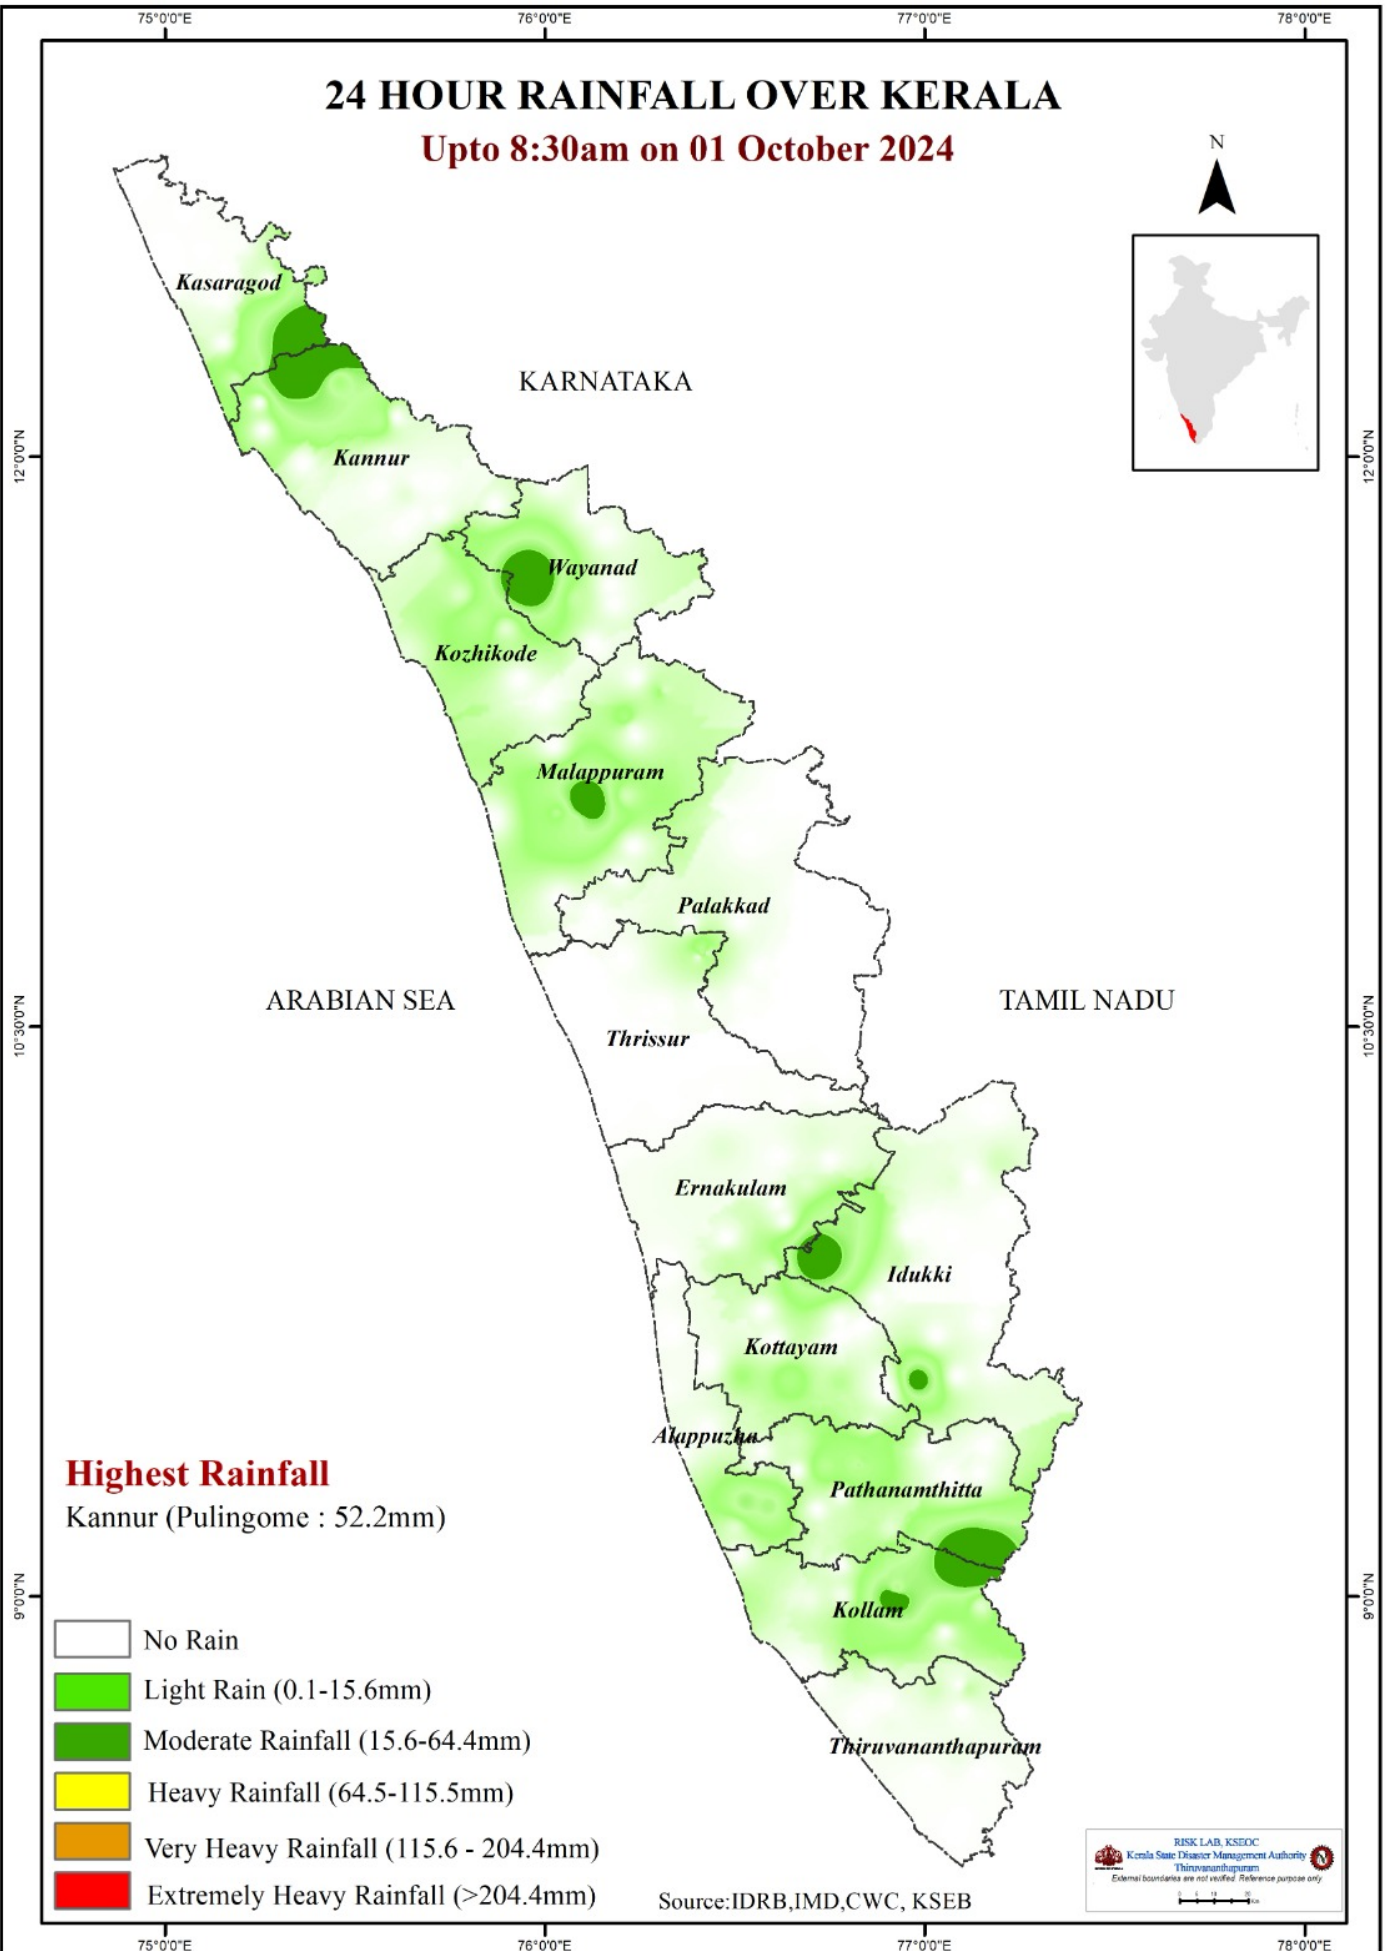 75°0'0"E 76°0'0"E 77°0'0"E 78°0'0"E
24 HOUR RAINFALL OVER KERALA
Upto 8:30am on 01 October 2024
N
Kasaragod
KARNATAKA
12°0'0"N 12°0'0"N
Kannur
Wayanad
Kozhikode
Malappuram
Palakkad
ARABIAN SEA
TAMIL NADU
10°30'0"N 10°30'0"N
Thrissur
Ernakulam
Idukki
Kottayam
Alappuzha
Pathanamthitta
Highest Rainfall
Kannur (Pulingome : 52.2mm)
9°0'0"N 9°0'0"N
Kollam
Thiruvananthapuram
No Rain
Light Rain (0.1-15.6mm)
Moderate Rainfall (15.6-64.4mm)
Heavy Rainfall (64.5-115.5mm)
Very Heavy Rainfall (115.6 - 204.4mm)
Extremely Heavy Rainfall (>204.4mm)
Source:IDRB,IMD,CWC, KSEB
RISK LAB, KSEOC
Kerala State Disaster Management Authority
Thiruvananthapuram
External boundaries are not verified. Reference purpose only
75°0'0"E 76°0'0"E 77°0'0"E 78°0'0"E